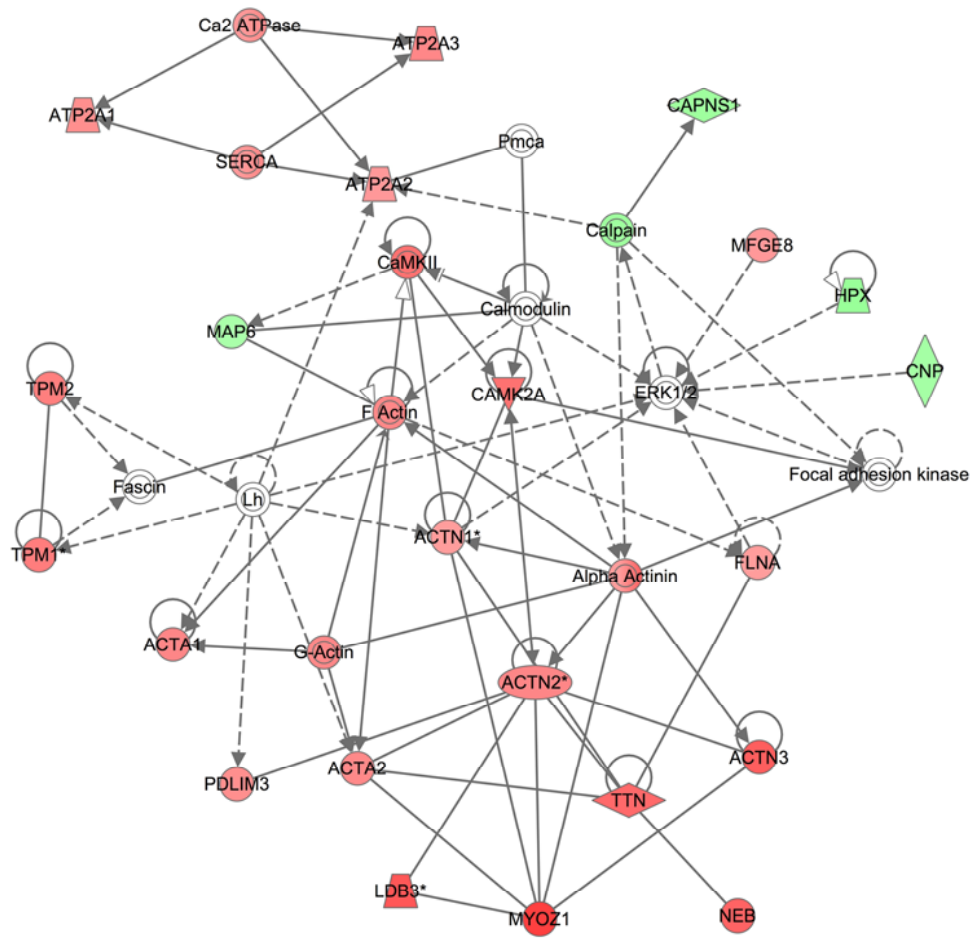 Ca2 ATPase
ATP2A3
CAPNS1
ATP2A1
Pmca
SERCA
ATP2A2
Calpain
MFGE8
CaMKII
HPX
Calmodulin
MAP6
CNP
TPM2
CAMK2A
ERK1/2
F Actin
Focal adhesion kinase
Fascin
Lh
ACTN1*
TPM1*
FLNA
Alpha Actinin
ACTA1
G-Actin
ACTN2*
ACTN3
ACTA2
PDLIM3
TTN
LDB3*
NEB
MYOZ1